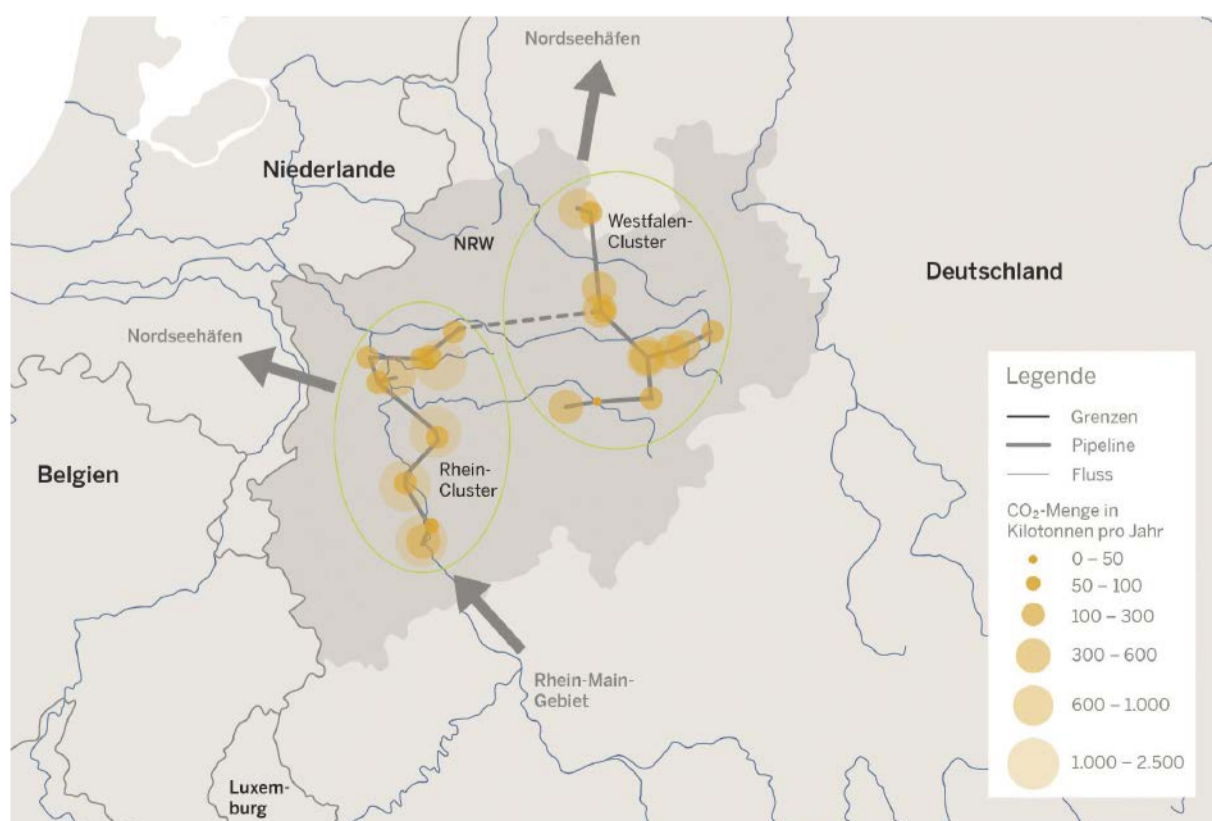 Nordseehäfen
Niederlande
NRW
Westfalen-
Cluster
Deutschland
Nordseehäfen
Belgien
Rhein-
Cluster
Rhein-Main-
Gebiet
Luxem-
burg
Legende
Grenzen
Pipeline
Fluss
CO₂-Menge in
Kilotonnen pro Jahr
0 – 50
50 – 100
100 – 300
300 – 600
600 – 1.000
1.000 – 2.500